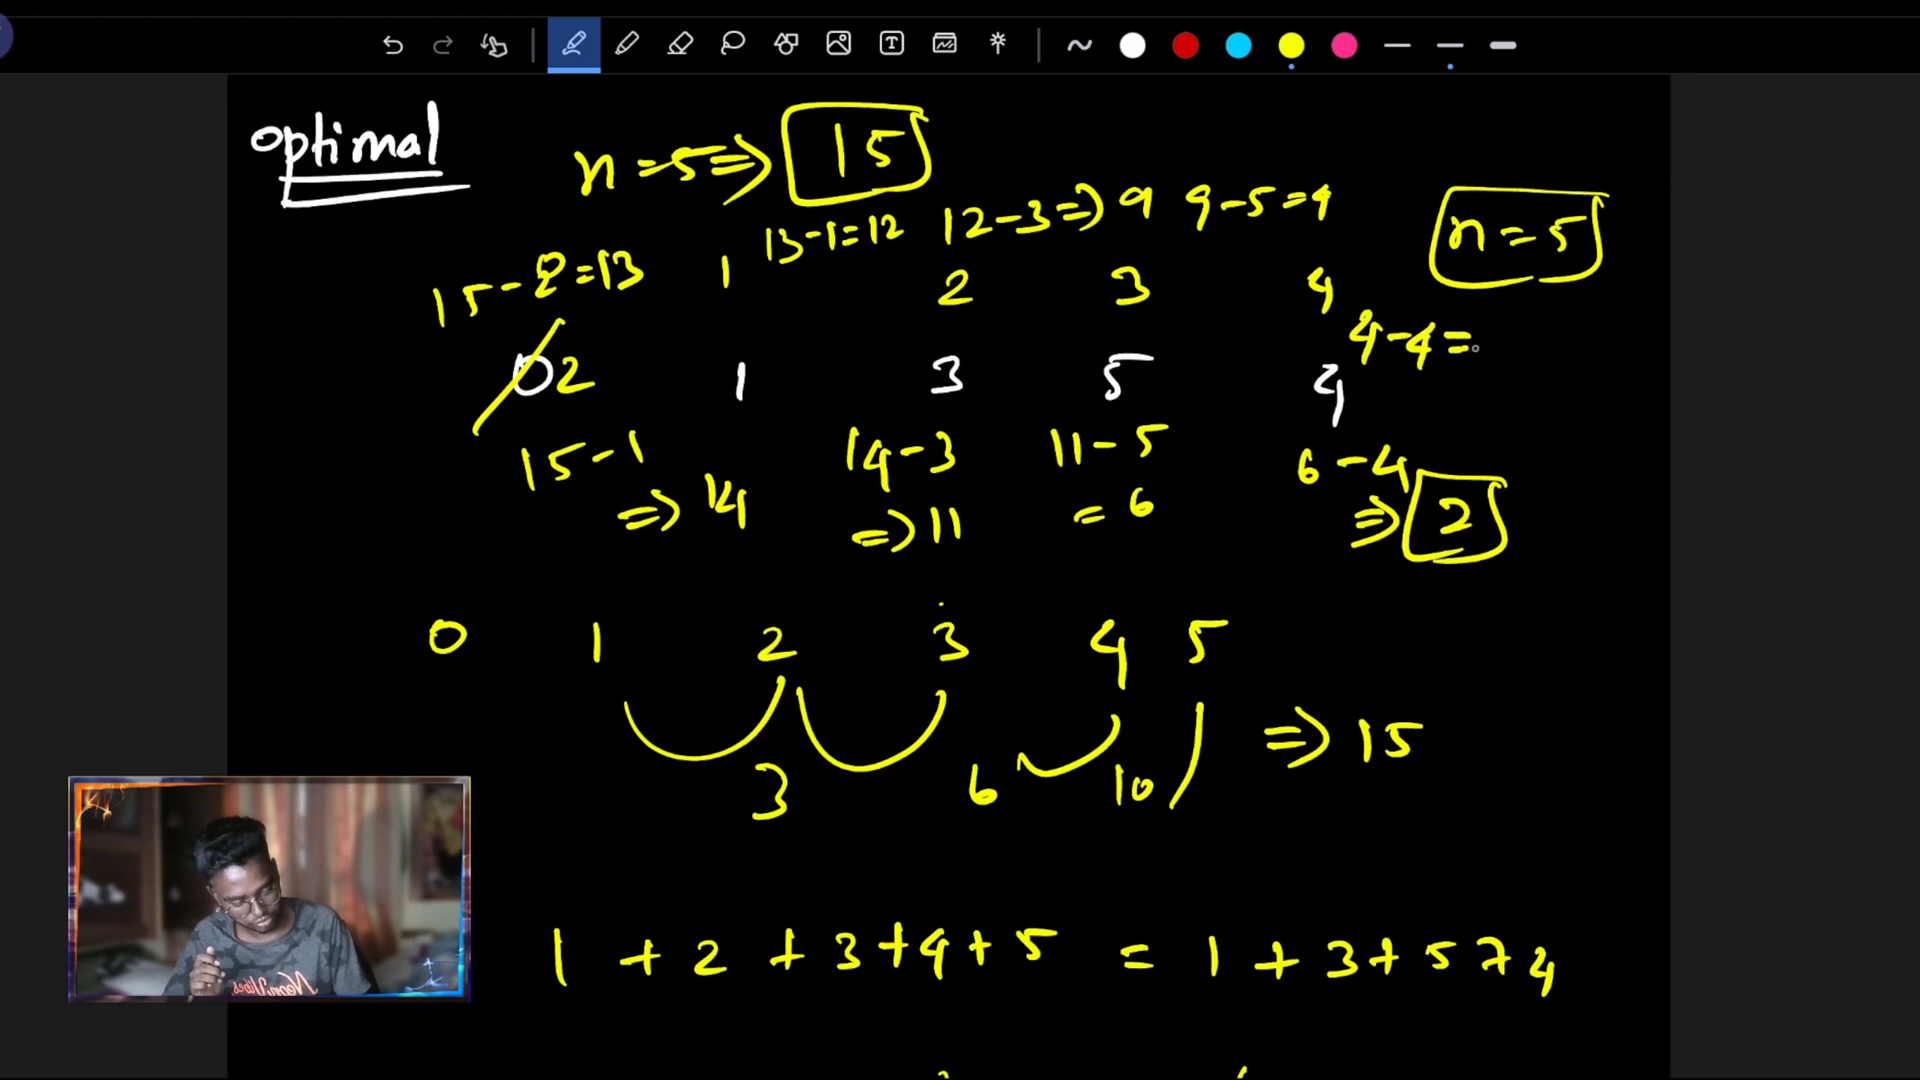 optimal
n = 5 => 15
13-1=12 12-3=>9 9-5=4
n = 5
15-2=13 1 2 3 4
4-4=
0 2 1 3 5 4
15-1 14-3 11-5 6-4
=> 14 => 11 = 6 => 2
0 1 2 3 4 5
=> 15
3 6 10
1 + 2 + 3 + 4 + 5 = 1 + 3 + 5 + 4